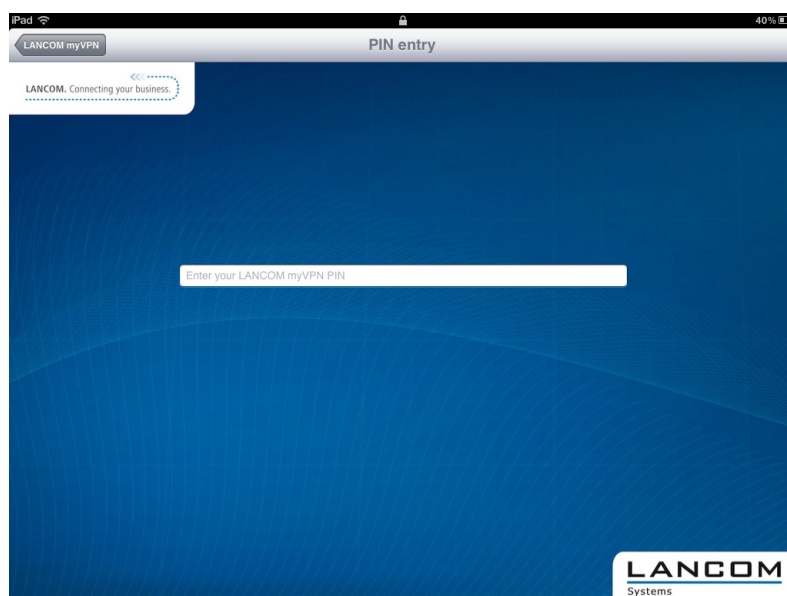 iPad
40%
LANCOM myVPN
PIN entry
LANCOM. Connecting your business.
Enter your LANCOM myVPN PIN
LANCOM
Systems